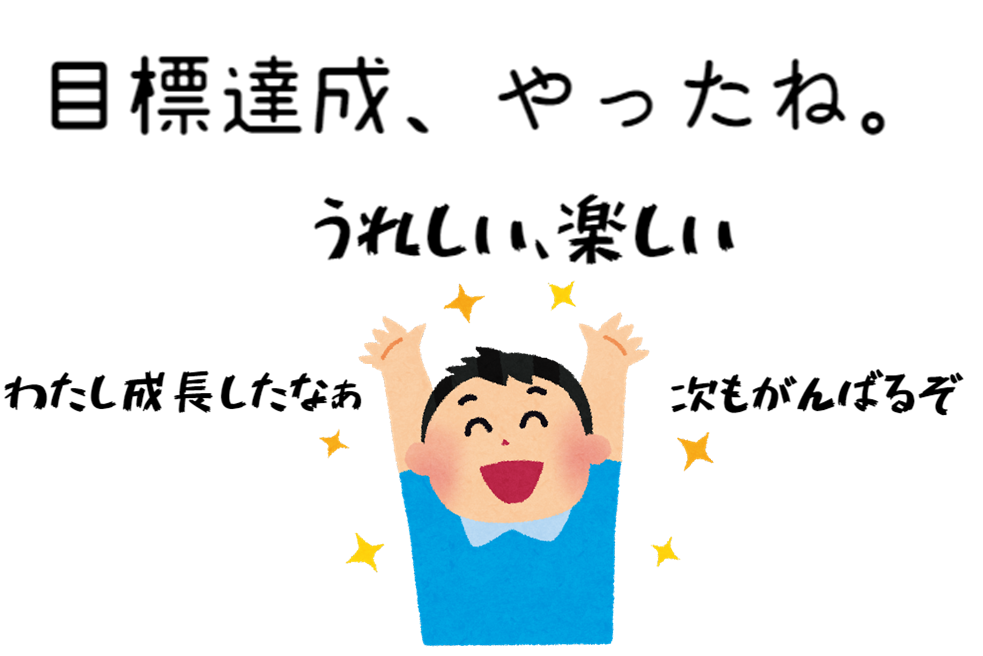 目標達成、やったね。
うれしい、楽しい
わたし成長したなぁ
次もがんばるぞ